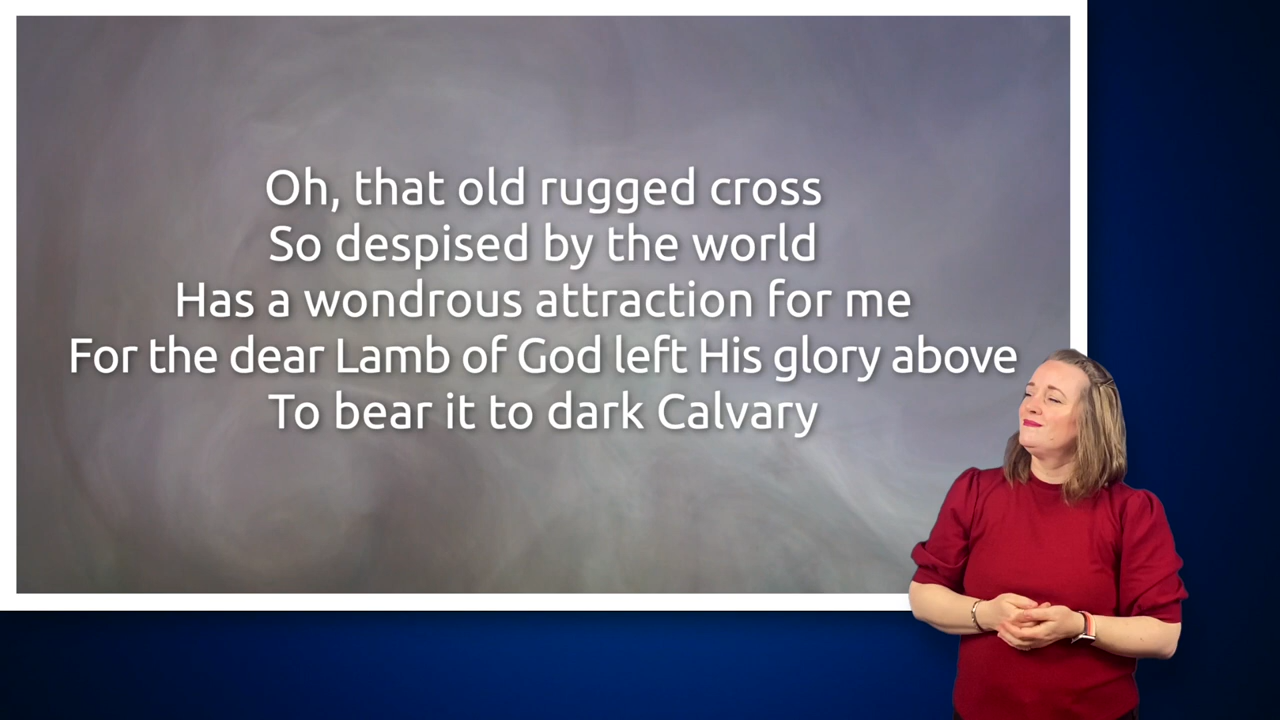 Oh, that old rugged cross
So despised by the world
Has a wondrous attraction for me
For the dear Lamb of God left His glory above
To bear it to dark Calvary